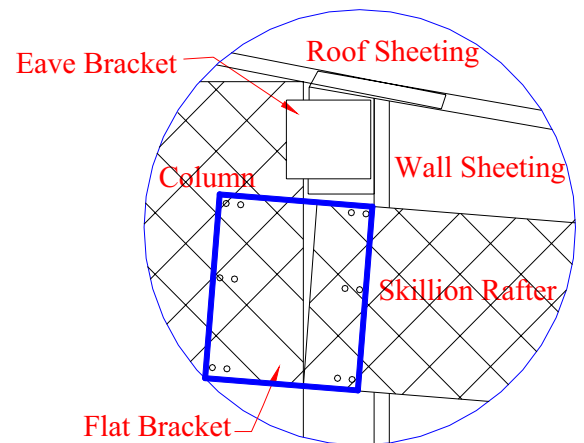 Roof Sheeting
Eave Bracket
Wall Sheeting
Column
Skillion Rafter
Flat Bracket